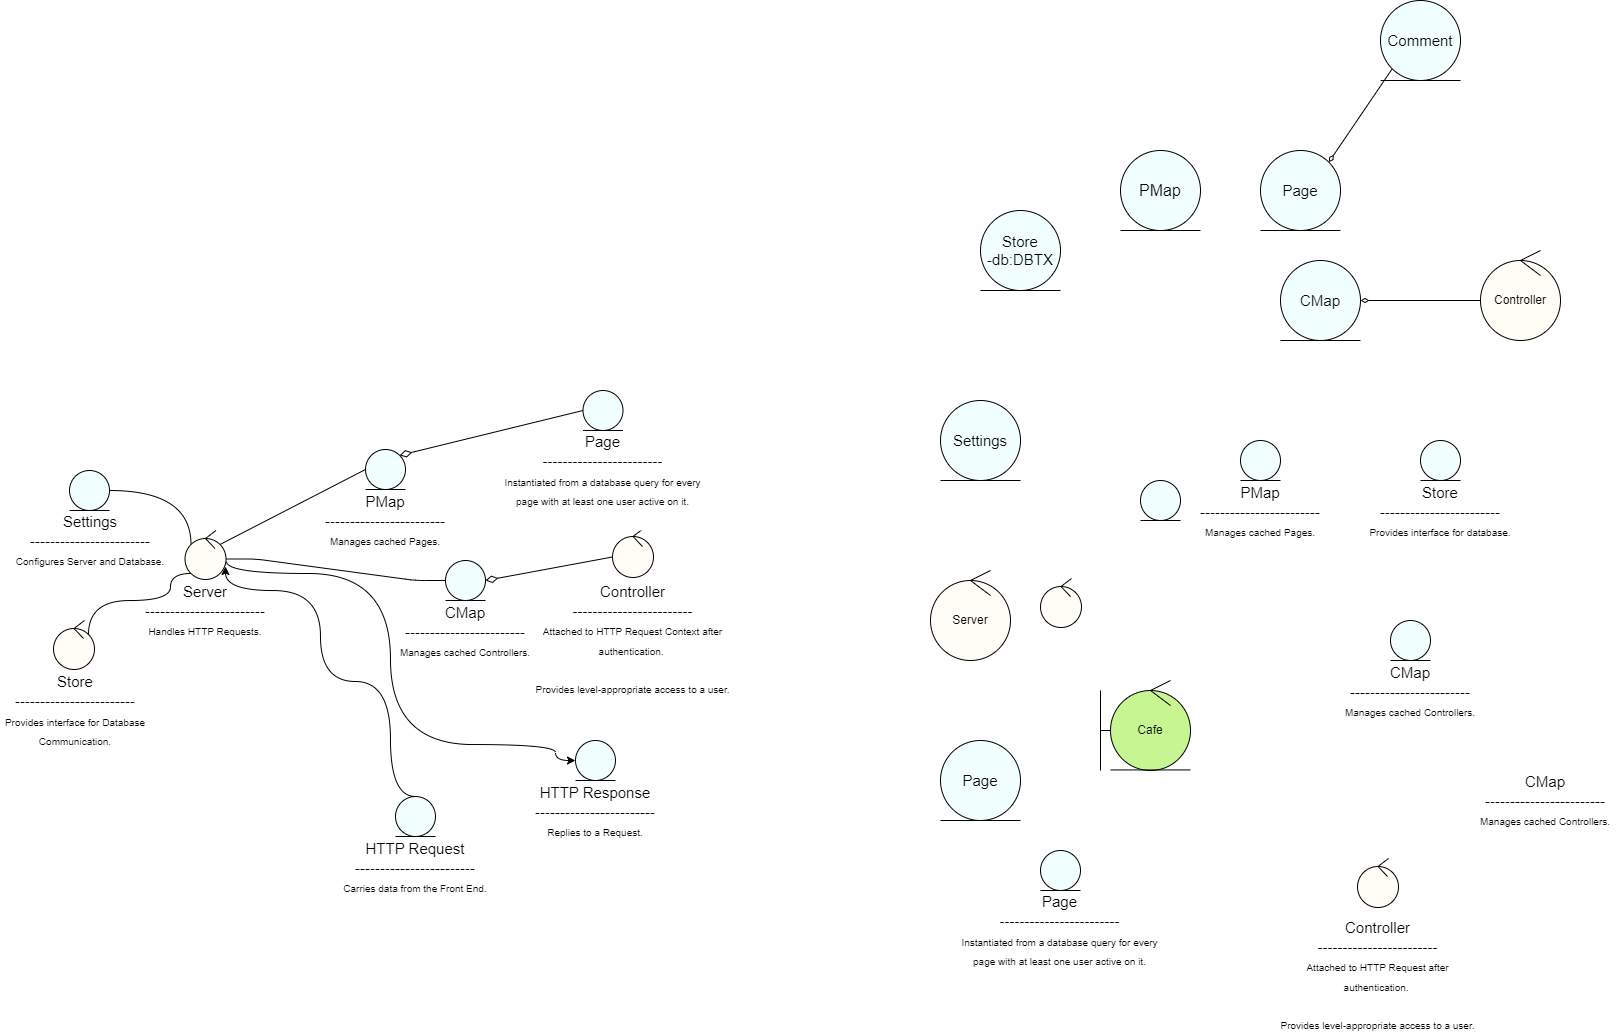 Comment
PMap
Page
Store
-db:DBTX
CMap
Controller
Page
------------------------
Instantiated from a database query for every
page with at least one user active on it.
PMap
------------------------
Manages cached Pages.
Settings
------------------------
Configures Server and Database.
Server
------------------------
Handles HTTP Requests.
CMap
------------------------
Manages cached Controllers.
Controller
------------------------
Attached to HTTP Request Context after
authentication.
Provides level-appropriate access to a user.
Store
------------------------
Provides interface for Database
Communication.
HTTP Response
------------------------
Replies to a Request.
HTTP Request
------------------------
Carries data from the Front End.
Settings
PMap
------------------------
Manages cached Pages.
Store
------------------------
Provides interface for database.
Server
CMap
------------------------
Manages cached Controllers.
Cafe
Page
CMap
------------------------
Manages cached Controllers.
Page
------------------------
Instantiated from a database query for every
page with at least one user active on it.
Controller
------------------------
Attached to HTTP Request after
authentication.
Provides level-appropriate access to a user.